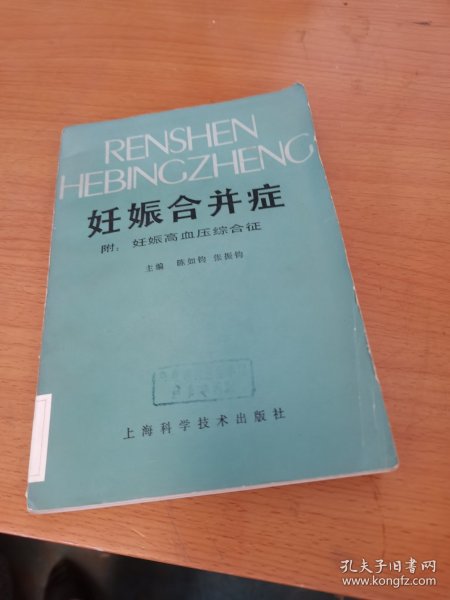 RENSHEN
HEBINGZHENG
妊娠合并症
附：妊娠高血压综合征
主编 陈如钧 张振钧
上海科学技术出版社
孔夫子旧书网
www.kongfz.com